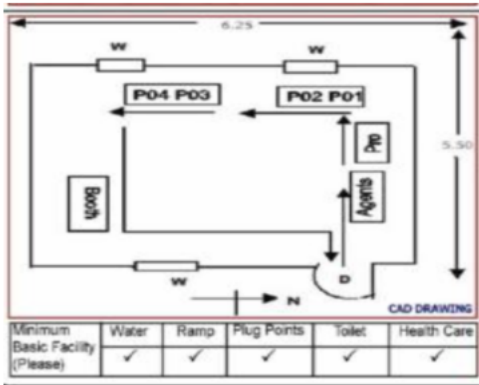 6.25
W
W
P04 P03
P02 P01
5.50
Pro
Agents
Booth
D
W
N
CAD DRAWING
Minimum Basic Facility (Please)
Water
Ramp
Plug Points
Toilet
Health Care
✓ ✓ ✓ ✓ ✓